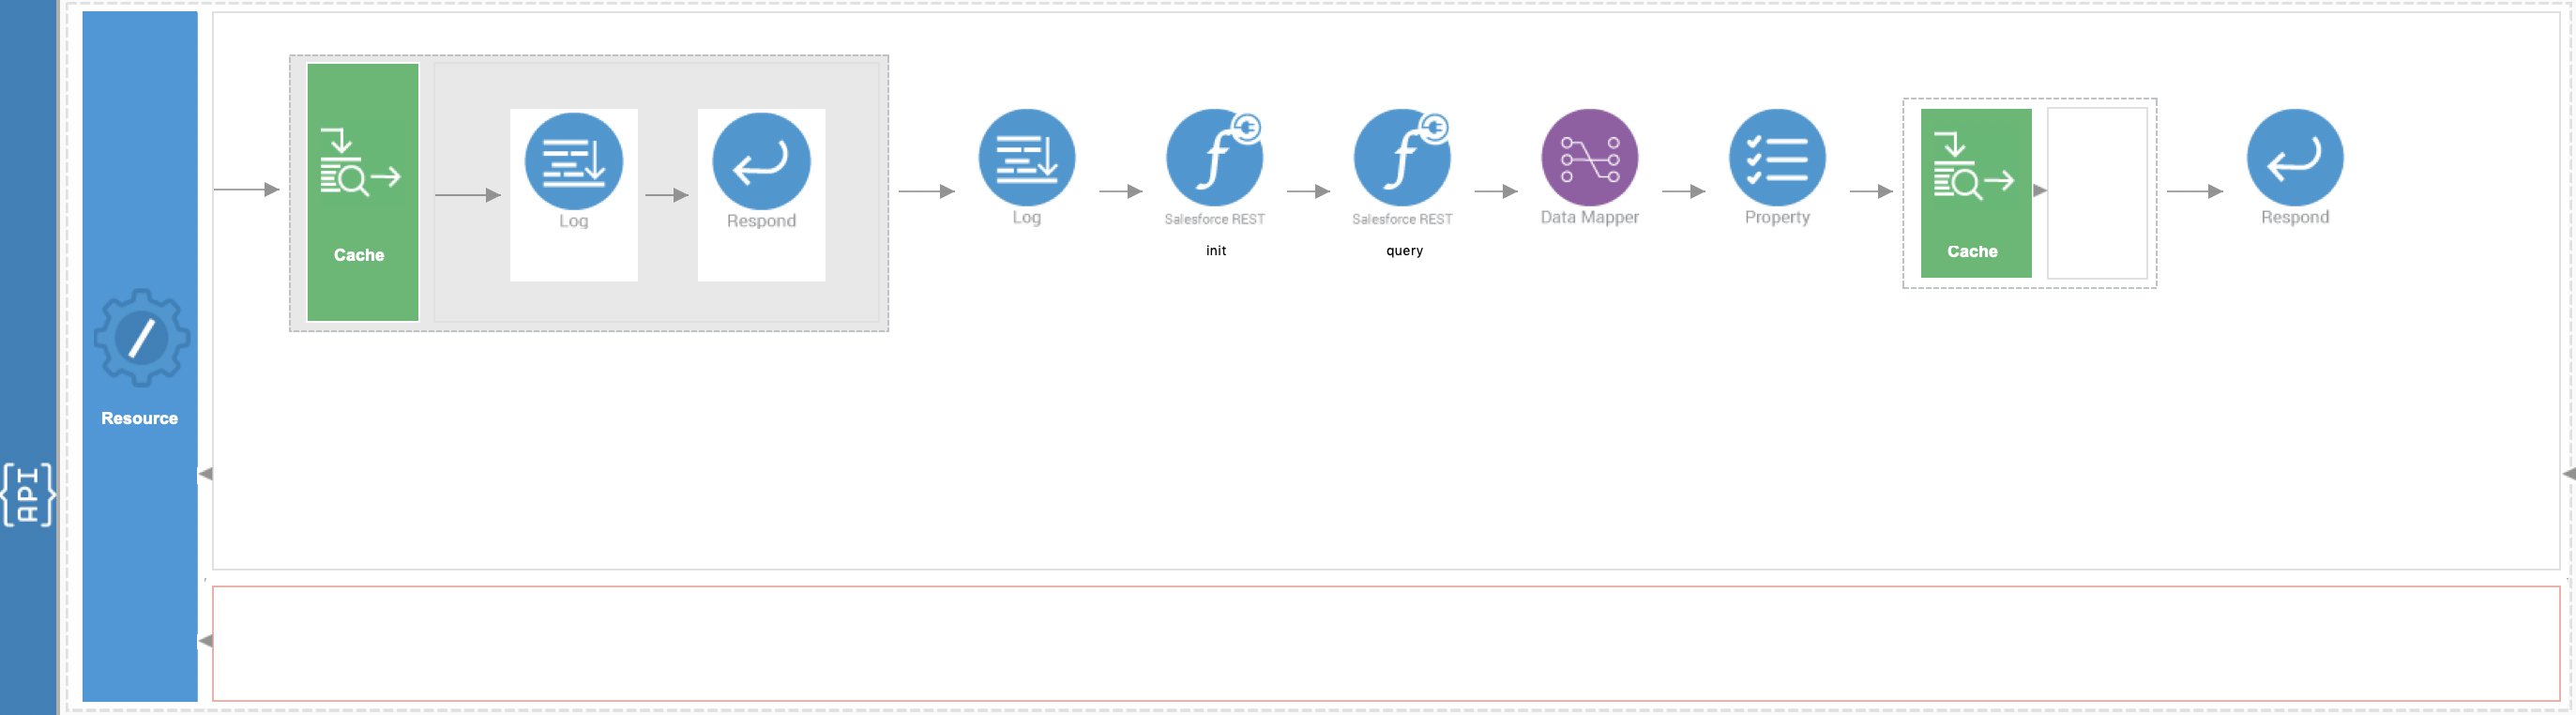 {API}
Resource
Cache
Log
Respond
Log
Salesforce REST
init
Salesforce REST
query
Data Mapper
Property
Cache
Respond